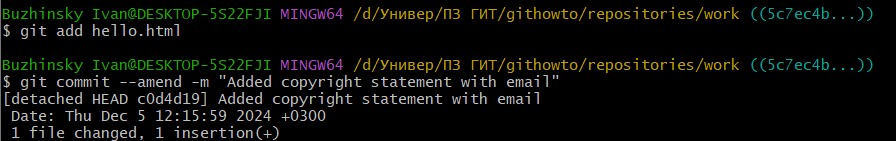 Buzhinsky Ivan@DESKTOP-5S22FJI MINGW64 /d/Универ/ПЗ ГИТ/githowto/repositories/work ((5c7ec4b...))
$ git add hello.html
Buzhinsky Ivan@DESKTOP-5S22FJI MINGW64 /d/Универ/ПЗ ГИТ/githowto/repositories/work ((5c7ec4b...))
$ git commit --amend -m "Added copyright statement with email"
[detached HEAD c0d4d19] Added copyright statement with email
Date: Thu Dec 5 12:15:59 2024 +0300
1 file changed, 1 insertion(+)